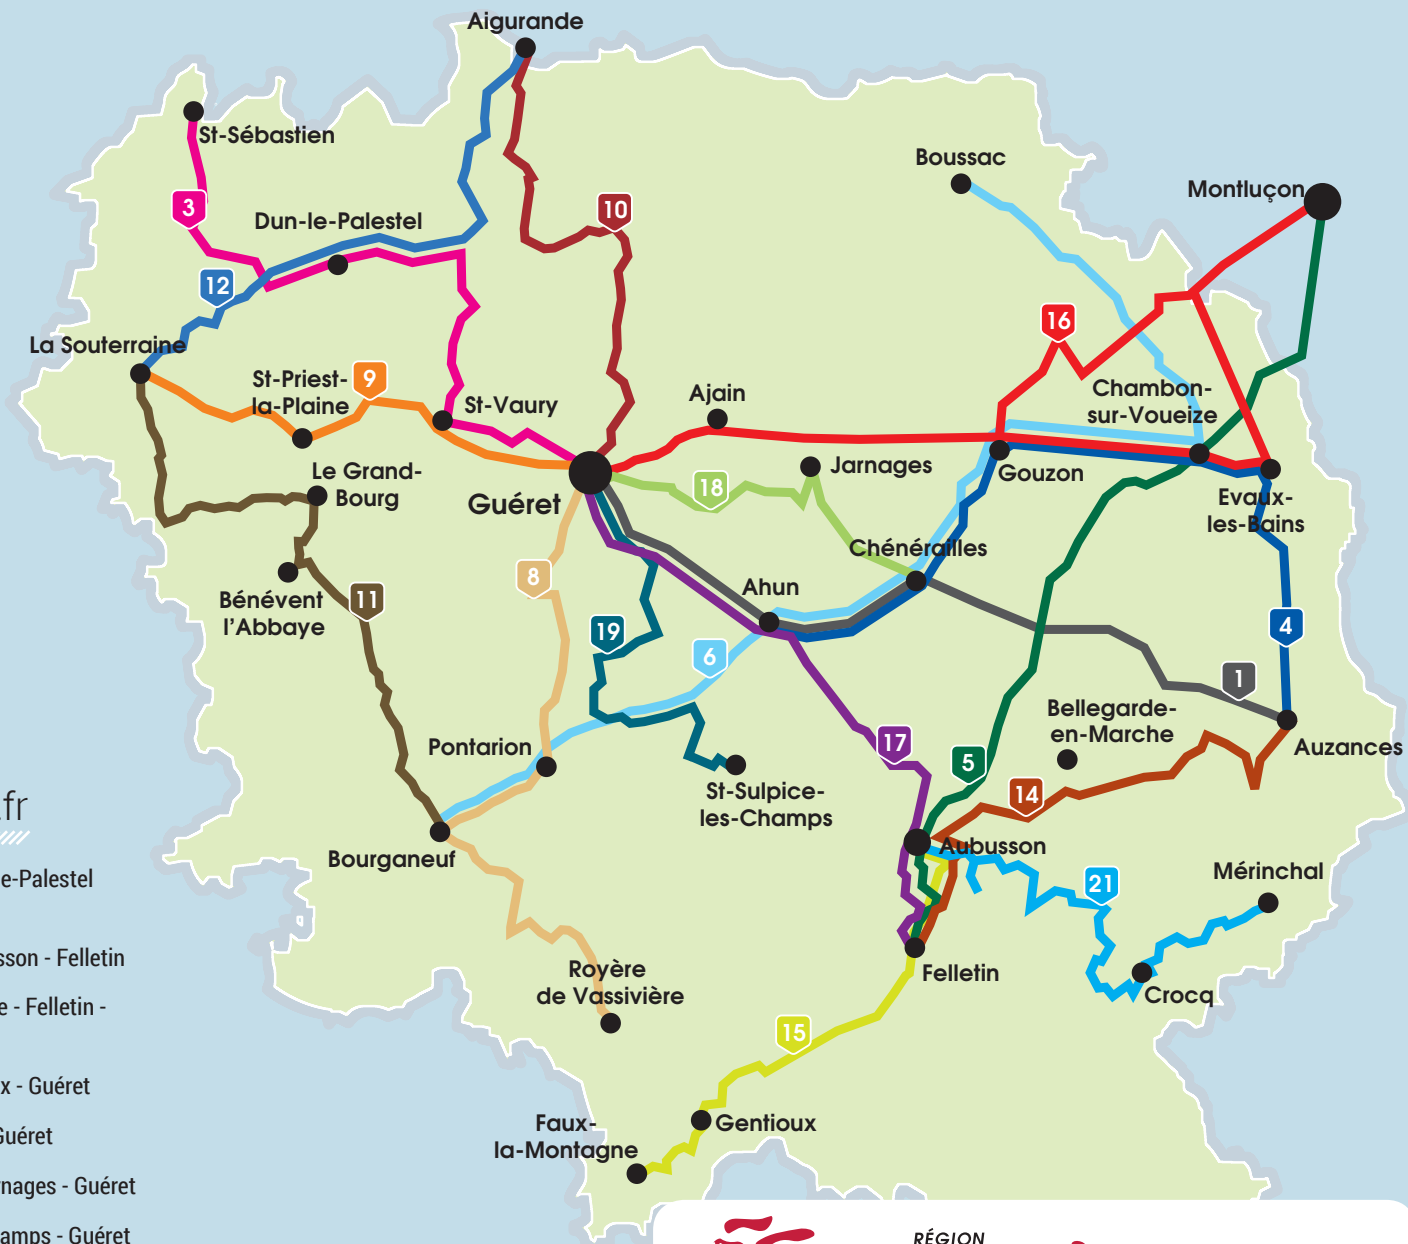 Aigurande
St-Sébastien
Boussac
Montluçon
3
10
Dun-le-Palestel
12
16
La Souterraine
St-Priest-
la-Plaine
9
St-Vaury
Ajain
Chambon-
sur-Voueize
Le Grand-
Bourg
Guéret
18
Jarnages
Gouzon
Evaux-
les-Bains
Chénérailles
8
Ahun
Bénévent
l'Abbaye
11
19
6
4
1
Bellegarde-
en-Marche
Auzances
Pontarion
17
5
14
St-Sulpice-
les-Champs
.fr
Bourganeuf
Aubusson
21
Mérinchal
e-Palestel
sson - Felletin
Royère
de Vassivière
Felletin
Crocq
e - Felletin -
15
x - Guéret
Faux-
la-Montagne
Gentioux
Guéret
rnages - Guéret
amps - Guéret
RÉGION